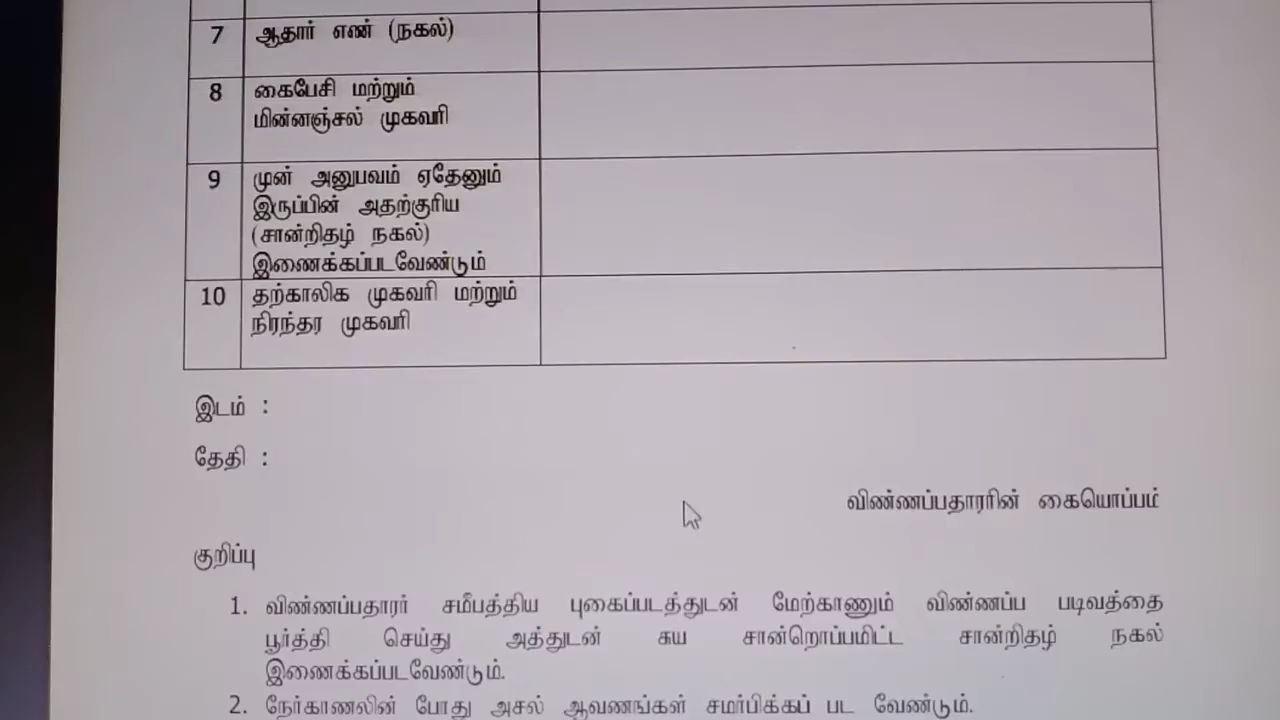 7 ஆதார் எண் (நகல்)
8 கைபேசி மற்றும்
மின்னஞ்சல் முகவரி
9 முன் அனுபவம் ஏதேனும்
இருப்பின் அதற்குரிய
(சான்றிதழ் நகல்)
இணைக்கப்படவேண்டும்
10 தற்காலிக முகவரி மற்றும்
நிரந்தர முகவரி
இடம் :
தேதி :
விண்ணப்பதாரரின் கையொப்பம்
குறிப்பு
1. விண்ணப்பதாரர் சமீபத்திய புகைப்படத்துடன் மேற்காணும் விண்ணப்ப படிவத்தை
பூர்த்தி செய்து அத்துடன் சுய சான்றொப்பமிட்ட சான்றிதழ் நகல்
இணைக்கப்படவேண்டும்.
2. நேர்காணலின் போது அசல் ஆவணங்கள் சமர்பிக்கப் பட வேண்டும்.